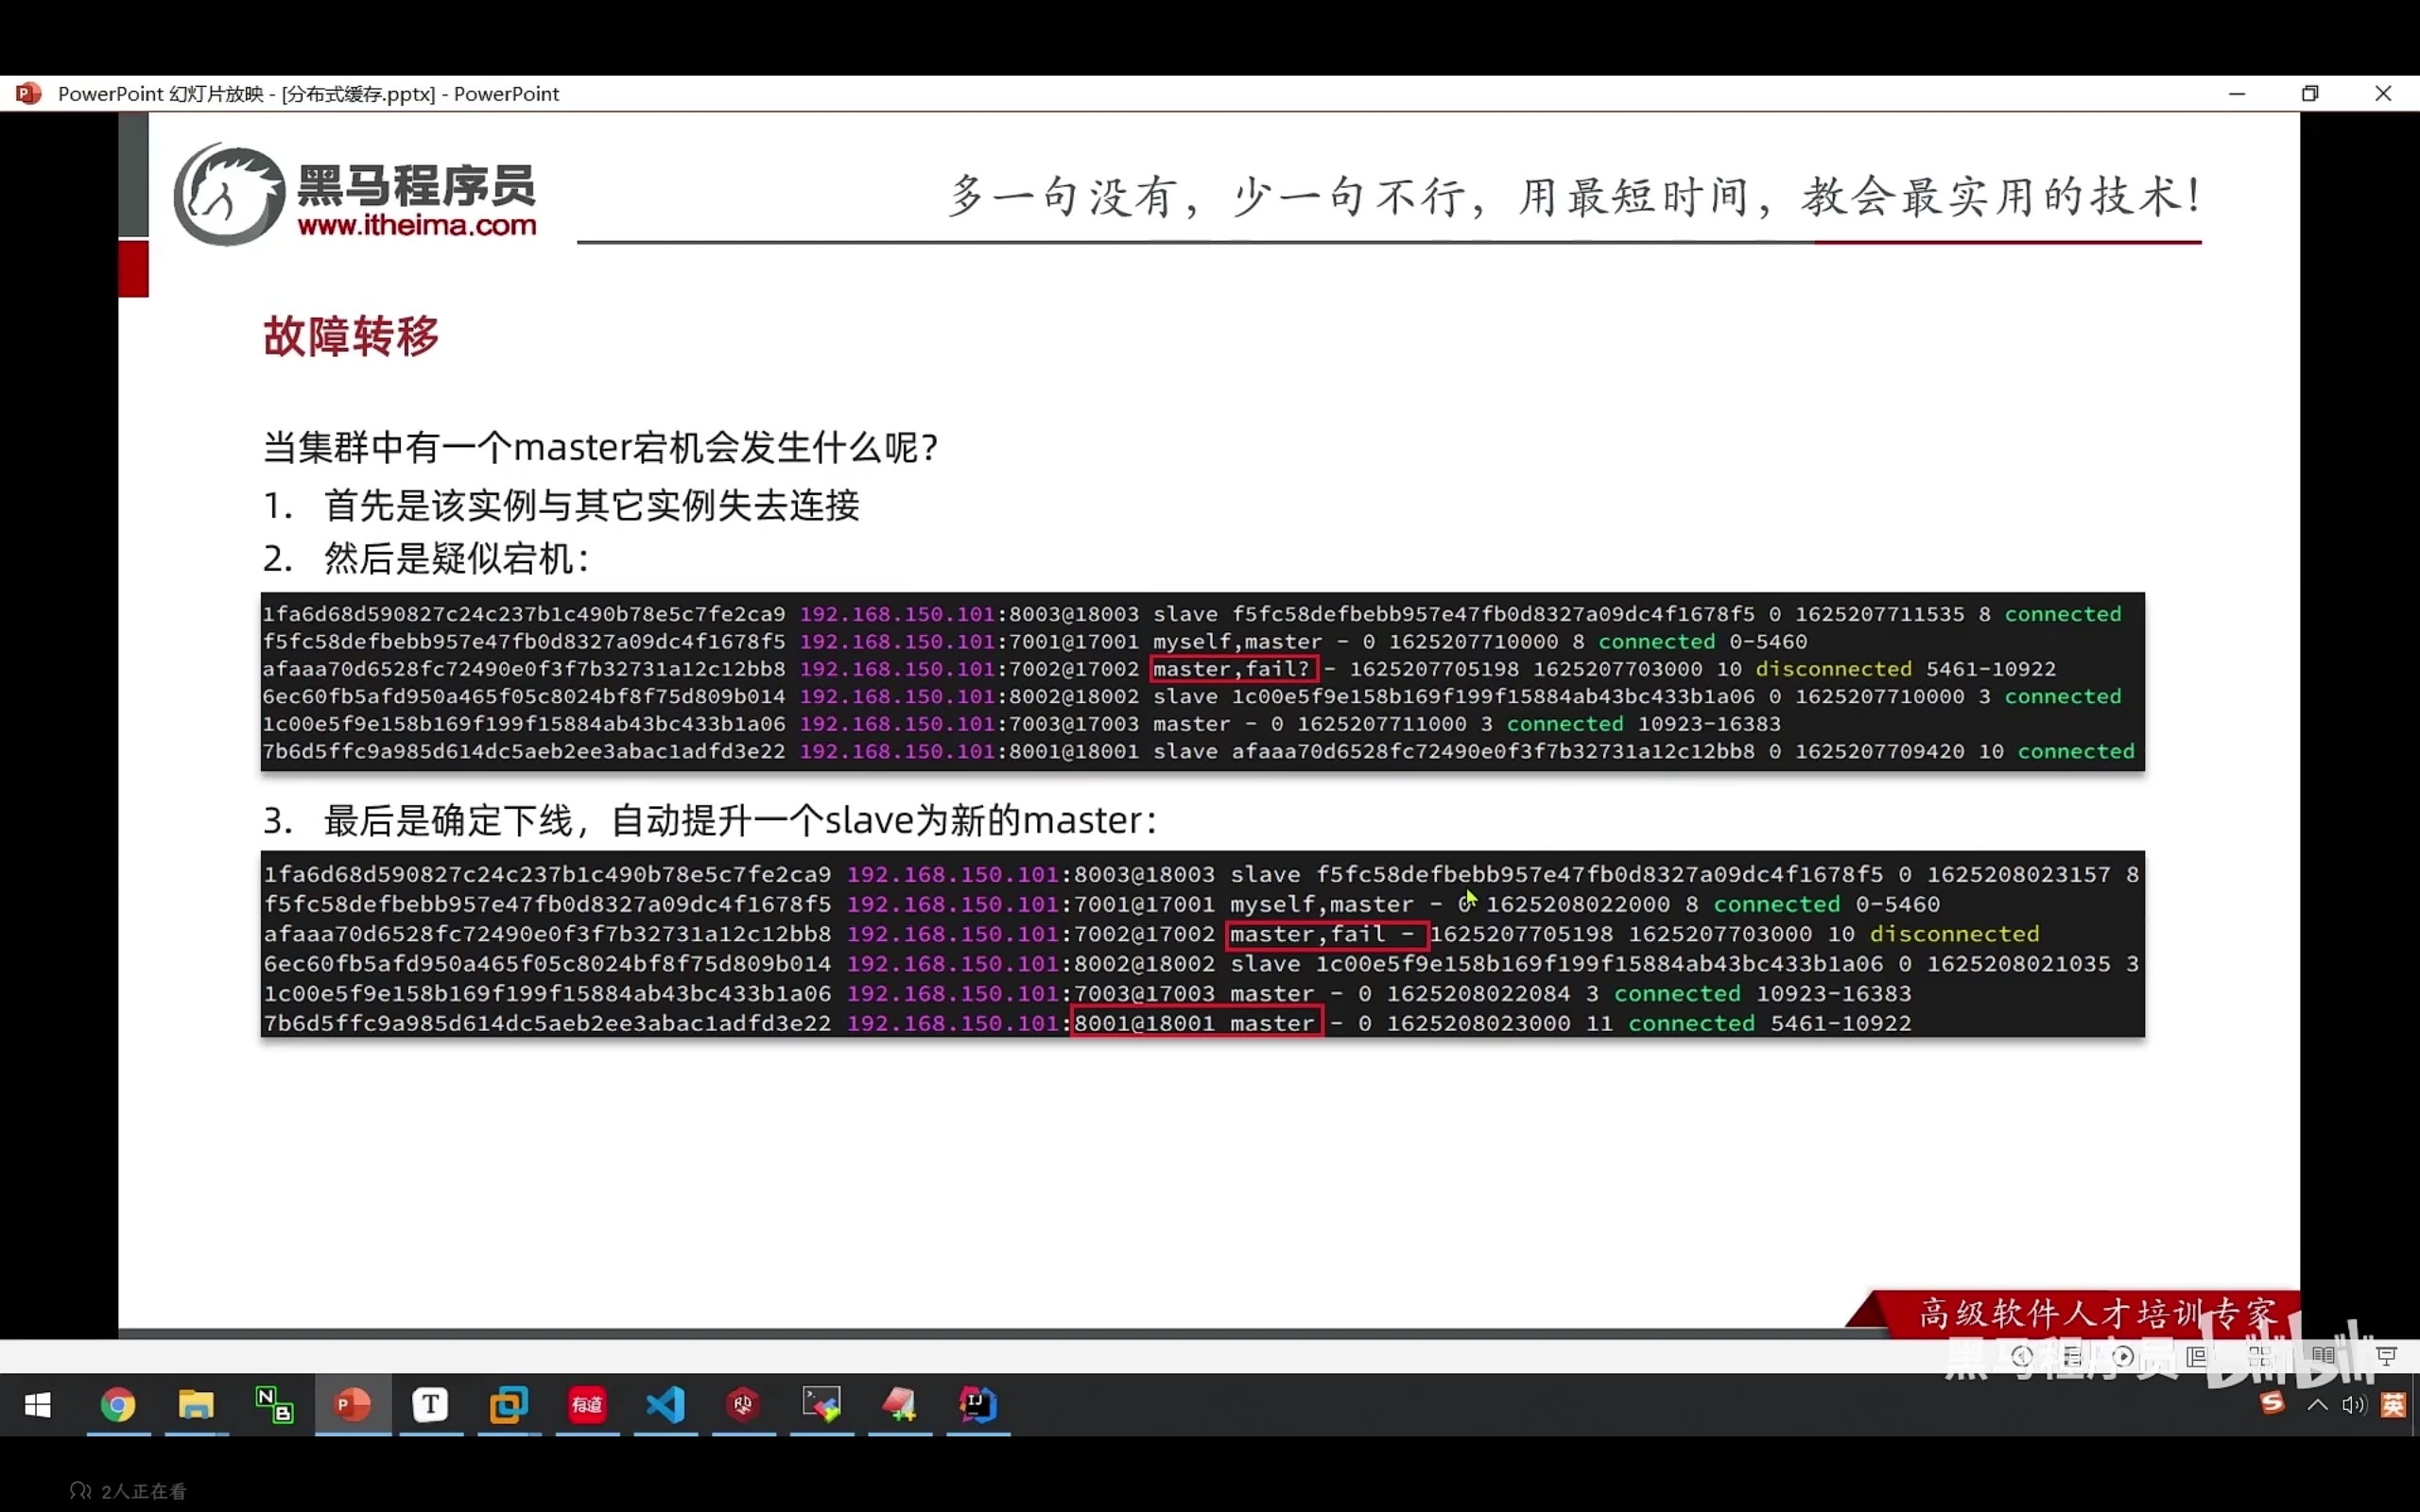 PowerPoint 幻灯片放映 - [分布式缓存.pptx] - PowerPoint
黑马程序员
www.itheima.com
多一句没有，少一句不行，用最短时间，教会最实用的技术！
故障转移
当集群中有一个master宕机会发生什么呢？
1. 首先是该实例与其它实例失去连接
2. 然后是疑似宕机：
1fa6d68d590827c24c237b1c490b78e5c7fe2ca9 192.168.150.101:8003@18003 slave f5fc58defbebb957e47fb0d8327a09dc4f1678f5 0 1625207711535 8 connected
f5fc58defbebb957e47fb0d8327a09dc4f1678f5 192.168.150.101:7001@17001 myself,master - 0 1625207710000 8 connected 0-5460
afaaa70d6528fc72490e0f3f7b32731a12c12bb8 192.168.150.101:7002@17002 master,fail? - 1625207705198 1625207703000 10 disconnected 5461-10922
6ec60fb5afd950a465f05c8024bf8f75d809b014 192.168.150.101:8002@18002 slave 1c00e5f9e158b169f199f15884ab43bc433b1a06 0 1625207710000 3 connected
1c00e5f9e158b169f199f15884ab43bc433b1a06 192.168.150.101:7003@17003 master - 0 1625207711000 3 connected 10923-16383
7b6d5ffc9a985d614dc5aeb2ee3abac1adfd3e22 192.168.150.101:8001@18001 slave afaaa70d6528fc72490e0f3f7b32731a12c12bb8 0 1625207709420 10 connected
3. 最后是确定下线，自动提升一个slave为新的master：
1fa6d68d590827c24c237b1c490b78e5c7fe2ca9 192.168.150.101:8003@18003 slave f5fc58defbebb957e47fb0d8327a09dc4f1678f5 0 1625208023157 8
f5fc58defbebb957e47fb0d8327a09dc4f1678f5 192.168.150.101:7001@17001 myself,master - 0 1625208022000 8 connected 0-5460
afaaa70d6528fc72490e0f3f7b32731a12c12bb8 192.168.150.101:7002@17002 master,fail - 1625207705198 1625207703000 10 disconnected
6ec60fb5afd950a465f05c8024bf8f75d809b014 192.168.150.101:8002@18002 slave 1c00e5f9e158b169f199f15884ab43bc433b1a06 0 1625208021035 3
1c00e5f9e158b169f199f15884ab43bc433b1a06 192.168.150.101:7003@17003 master - 0 1625208022084 3 connected 10923-16383
7b6d5ffc9a985d614dc5aeb2ee3abac1adfd3e22 192.168.150.101:8001@18001 master - 0 1625208023000 11 connected 5461-10922
高级软件人才培训专家
黑马程序员 bilibili
有道
英
2人正在看